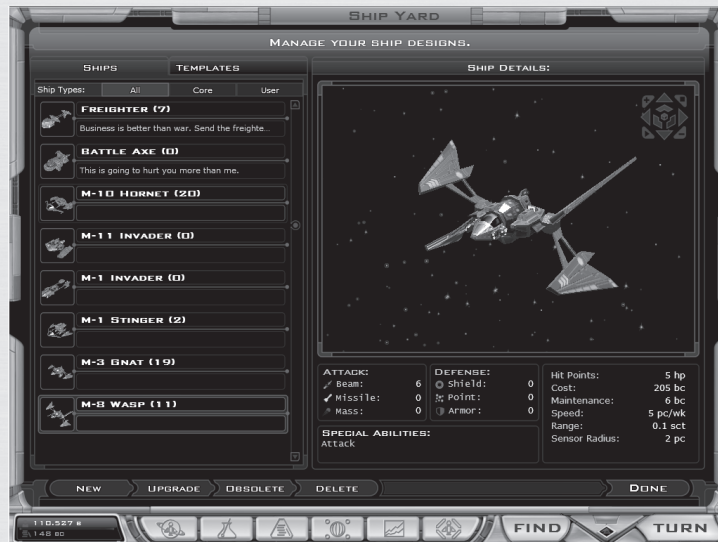 SHIP YARD
MANAGE YOUR SHIP DESIGNS.
SHIPS TEMPLATES
Ship Types: All Core User
FREIGHTER (7)
Business is better than war. Send the freighte...
BATTLE AXE (0)
This is going to hurt you more than me.
M-10 HORNET (20)
M-11 INVADER (0)
M-1 INVADER (0)
M-1 STINGER (2)
M-3 GNAT (19)
M-8 WASP (11)
SHIP DETAILS:
ATTACK:
Beam: 6
Missile: 0
Mass: 0
DEFENSE:
Shield: 0
Point: 0
Armor: 0
SPECIAL ABILITIES:
Attack
Hit Points: 5 hp
Cost: 205 bc
Maintenance: 6 bc
Speed: 5 pc/wk
Range: 0.1 sct
Sensor Radius: 2 pc
NEW UPGRADE OBSOLETE DELETE DONE
148 BC
FIND TURN